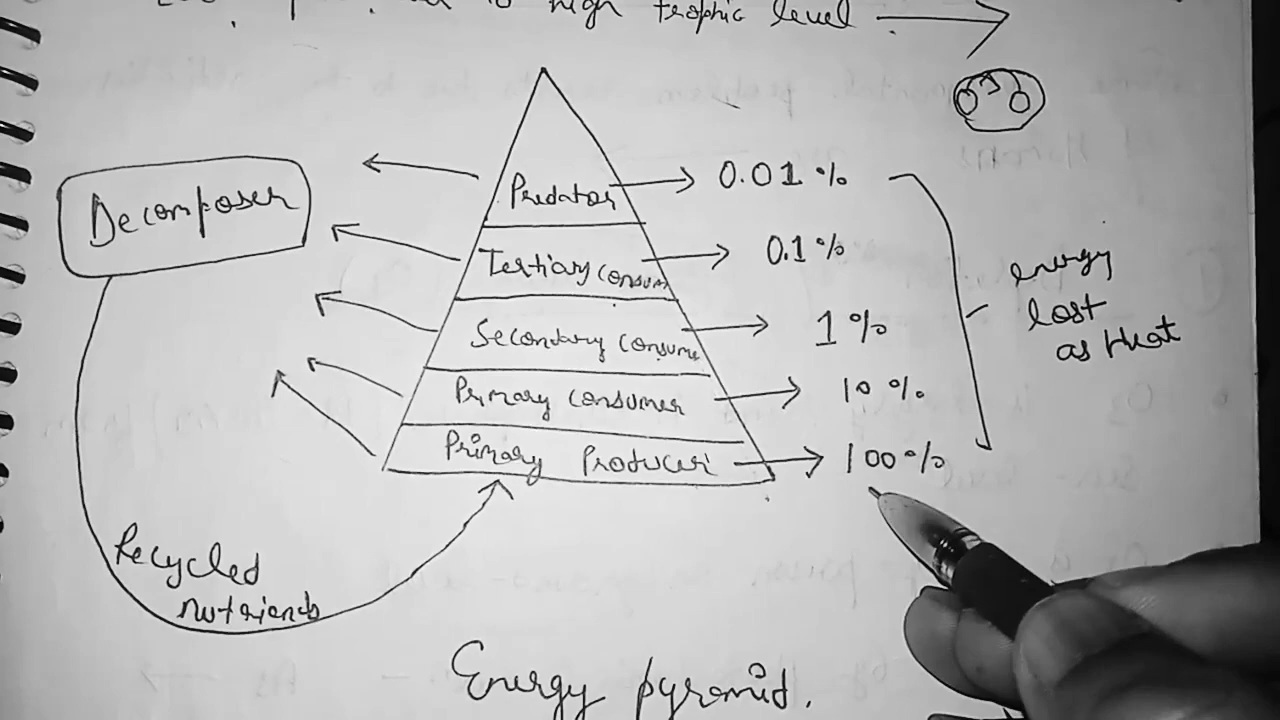 to high trophic level
Decomposer
Predator
0.01 %
Tertiary Consum
0.1 %
Secondary Consume
1 %
Primary Consumer
10 %
Primary Producer
100 %
energy
lost
as Heat
Recycled
nutrients
Energy pyramid.